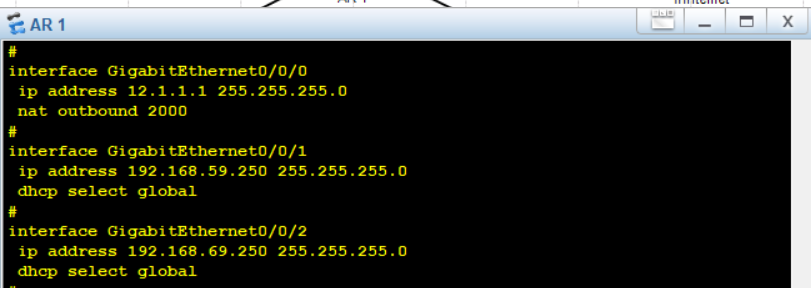 AR 1
#
interface GigabitEthernet0/0/0
ip address 12.1.1.1 255.255.255.0
nat outbound 2000
#
interface GigabitEthernet0/0/1
ip address 192.168.59.250 255.255.255.0
dhcp select global
#
interface GigabitEthernet0/0/2
ip address 192.168.69.250 255.255.255.0
dhcp select global